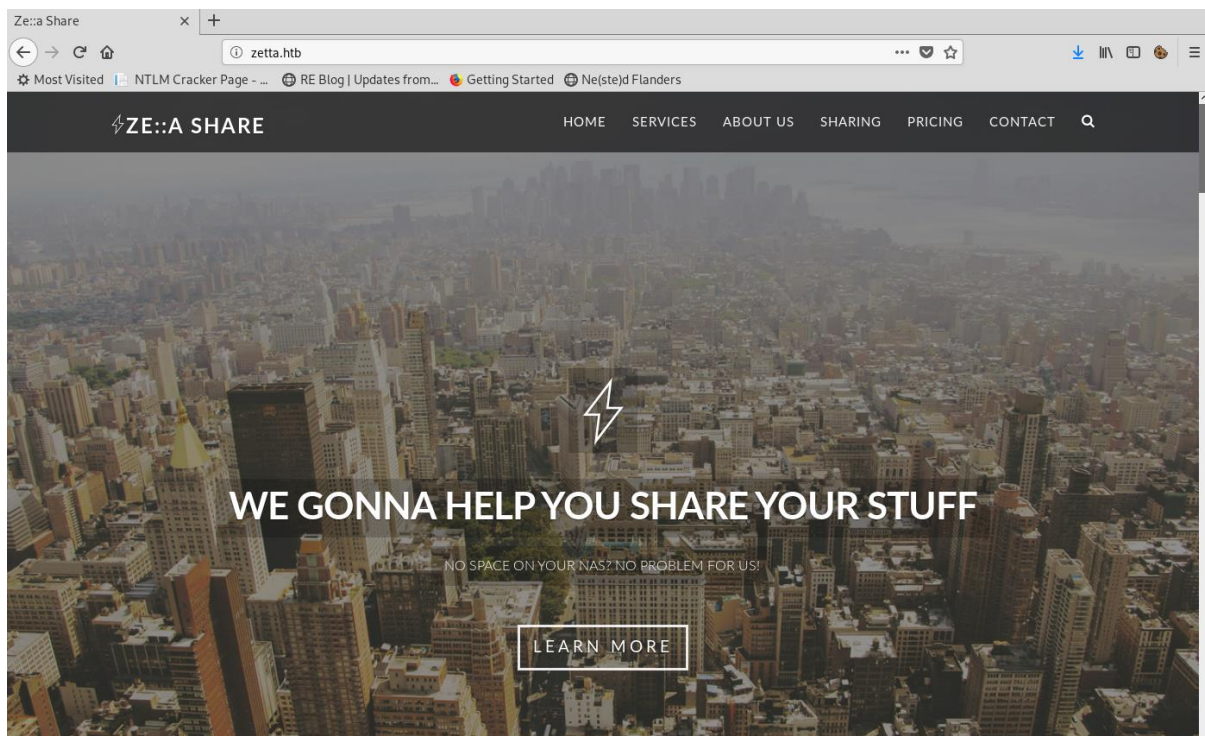 Ze::a Share
zetta.htb
Most Visited NTLM Cracker Page - ... RE Blog | Updates from... Getting Started Ne(ste)d Flanders
ZE::A SHARE HOME SERVICES ABOUT US SHARING PRICING CONTACT
WE GONNA HELP YOU SHARE YOUR STUFF
NO SPACE ON YOUR NAS? NO PROBLEM FOR US!
LEARN MORE